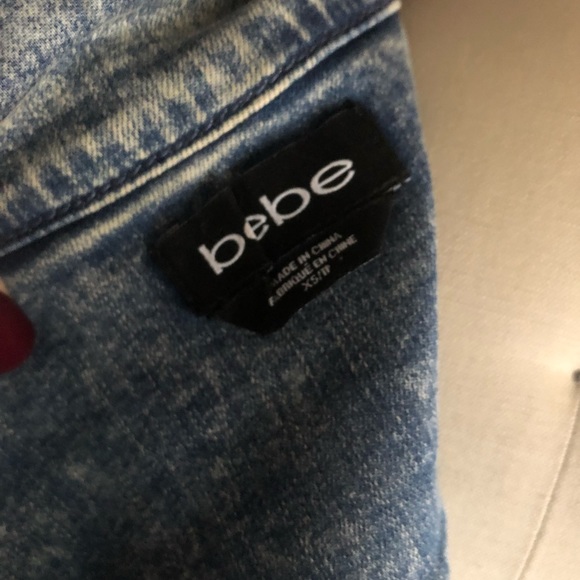 bebe
MADE IN CHINA
FABRIQUE EN CHINE
XS/TP